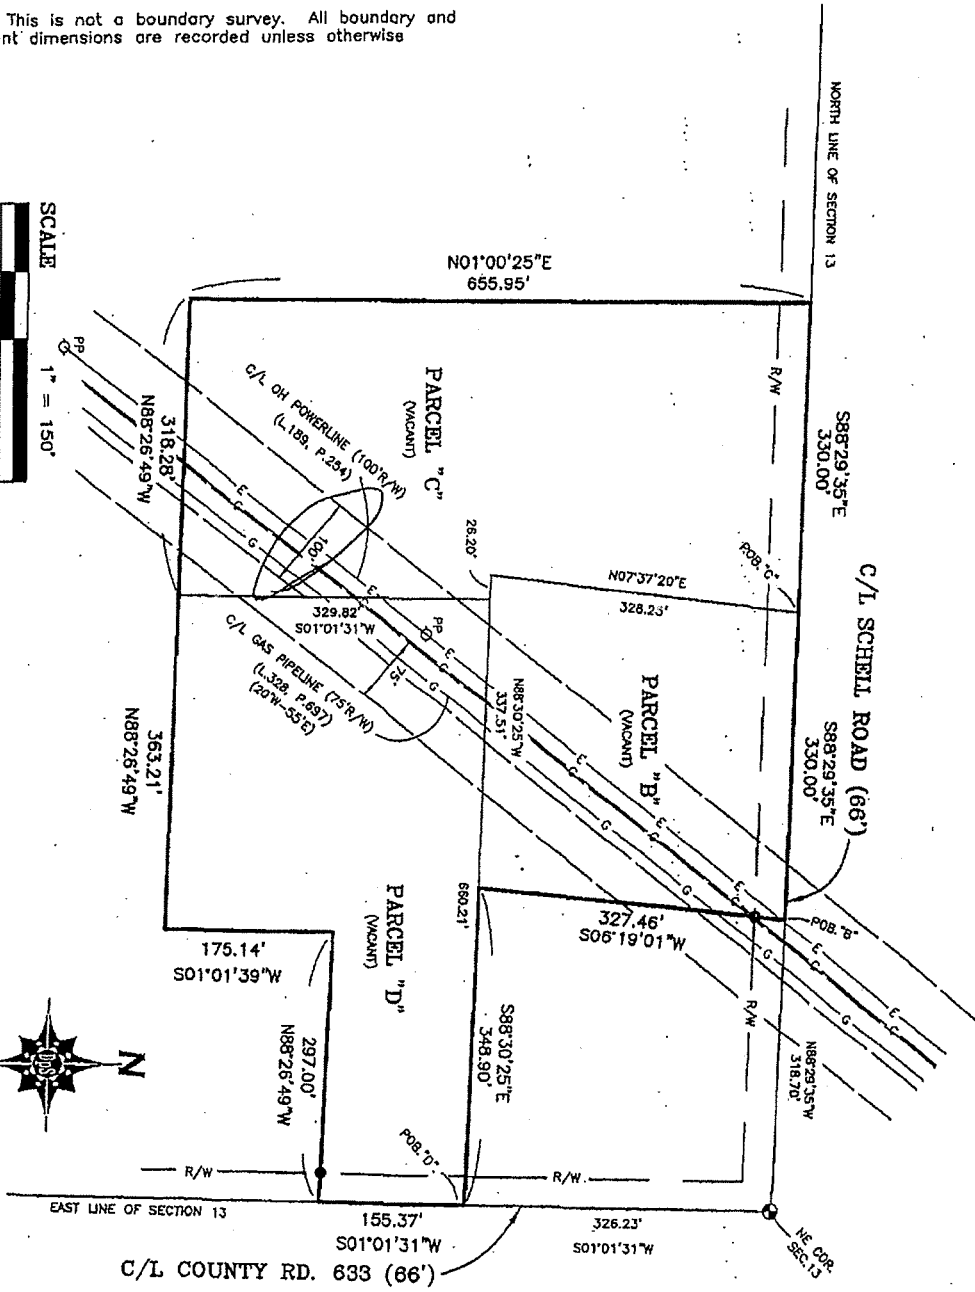 This is not a boundary survey. All boundary and
nt dimensions are recorded unless otherwise
NORTH LINE OF SECTION 13
SCALE
1" = 150'
N01°00'25"E
655.95'
R/W
S88°29'35"E
330.00'
PP
C/L OH POWERLINE (100'R/W)
(L.189, P.254)
PARCEL "C"
(VACANT)
318.28'
N88°26'49"W
E
C
G
100'
26.20'
N07°37'20"E
328.23'
POB. "C"
C/L SCHELL ROAD (66')
329.82'
S01°01'31"W
E
PP
E
C
G
75'
C/L GAS PIPELINE (75'R/W)
(L.328, P.697)
(20'W-55'E)
N88°30'25"W
337.51'
PARCEL "B"
(VACANT)
S88°29'35"E
330.00'
363.21'
N88°26'49"W
E
C
G
E
C
G
E
C
G
660.21'
PARCEL "D"
(VACANT)
327.46'
S06°19'01"W
POB. "B"
E
C
G
E
C
175.14'
S01°01'39"W
S88°30'25"E
348.90'
R/W
N88°29'35"W
318.70'
297.00'
N88°26'49"W
N
POB. "D"
R/W
R/W
EAST LINE OF SECTION 13
155.37'
S01°01'31"W
326.23'
S01°01'31"W
NE COR.
SEC.13
C/L COUNTY RD. 633 (66')